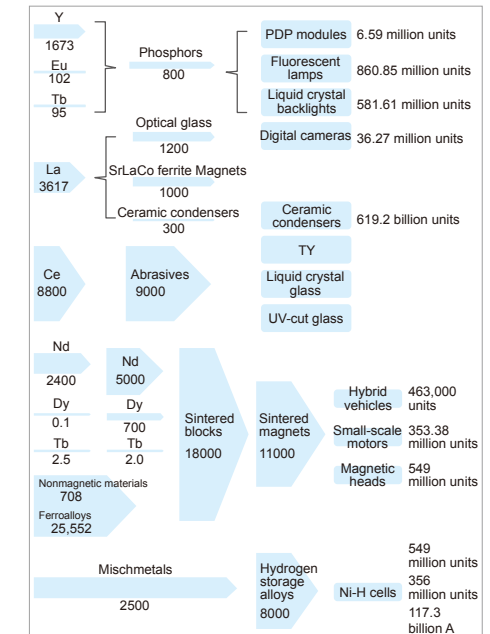 Y
1673
Eu
102
Tb
95
Phosphors
800
PDP modules 6.59 million units
Fluorescent
lamps
860.85 million units
Liquid crystal
backlights
581.61 million units
Optical glass
1200
Digital cameras 36.27 million units
La
3617
SrLaCo ferrite Magnets
1000
Ceramic condensers
300
Ceramic
condensers
619.2 billion units
TY
Ce
8800
Abrasives
9000
Liquid crystal
glass
UV-cut glass
Nd
2400
Nd
5000
Dy
0.1
Dy
700
Tb
2.5
Tb
2.0
Nonmagnetic materials
708
Ferroalloys
25,552
Sintered
blocks
18000
Sintered
magnets
11000
Hybrid
vehicles
463,000
units
Small-scale
motors
353.38
million units
Magnetic
heads
549
million units
Mischmetals
2500
Hydrogen
storage
alloys
8000
Ni-H cells
549
million units
356
million units
117.3
billion A